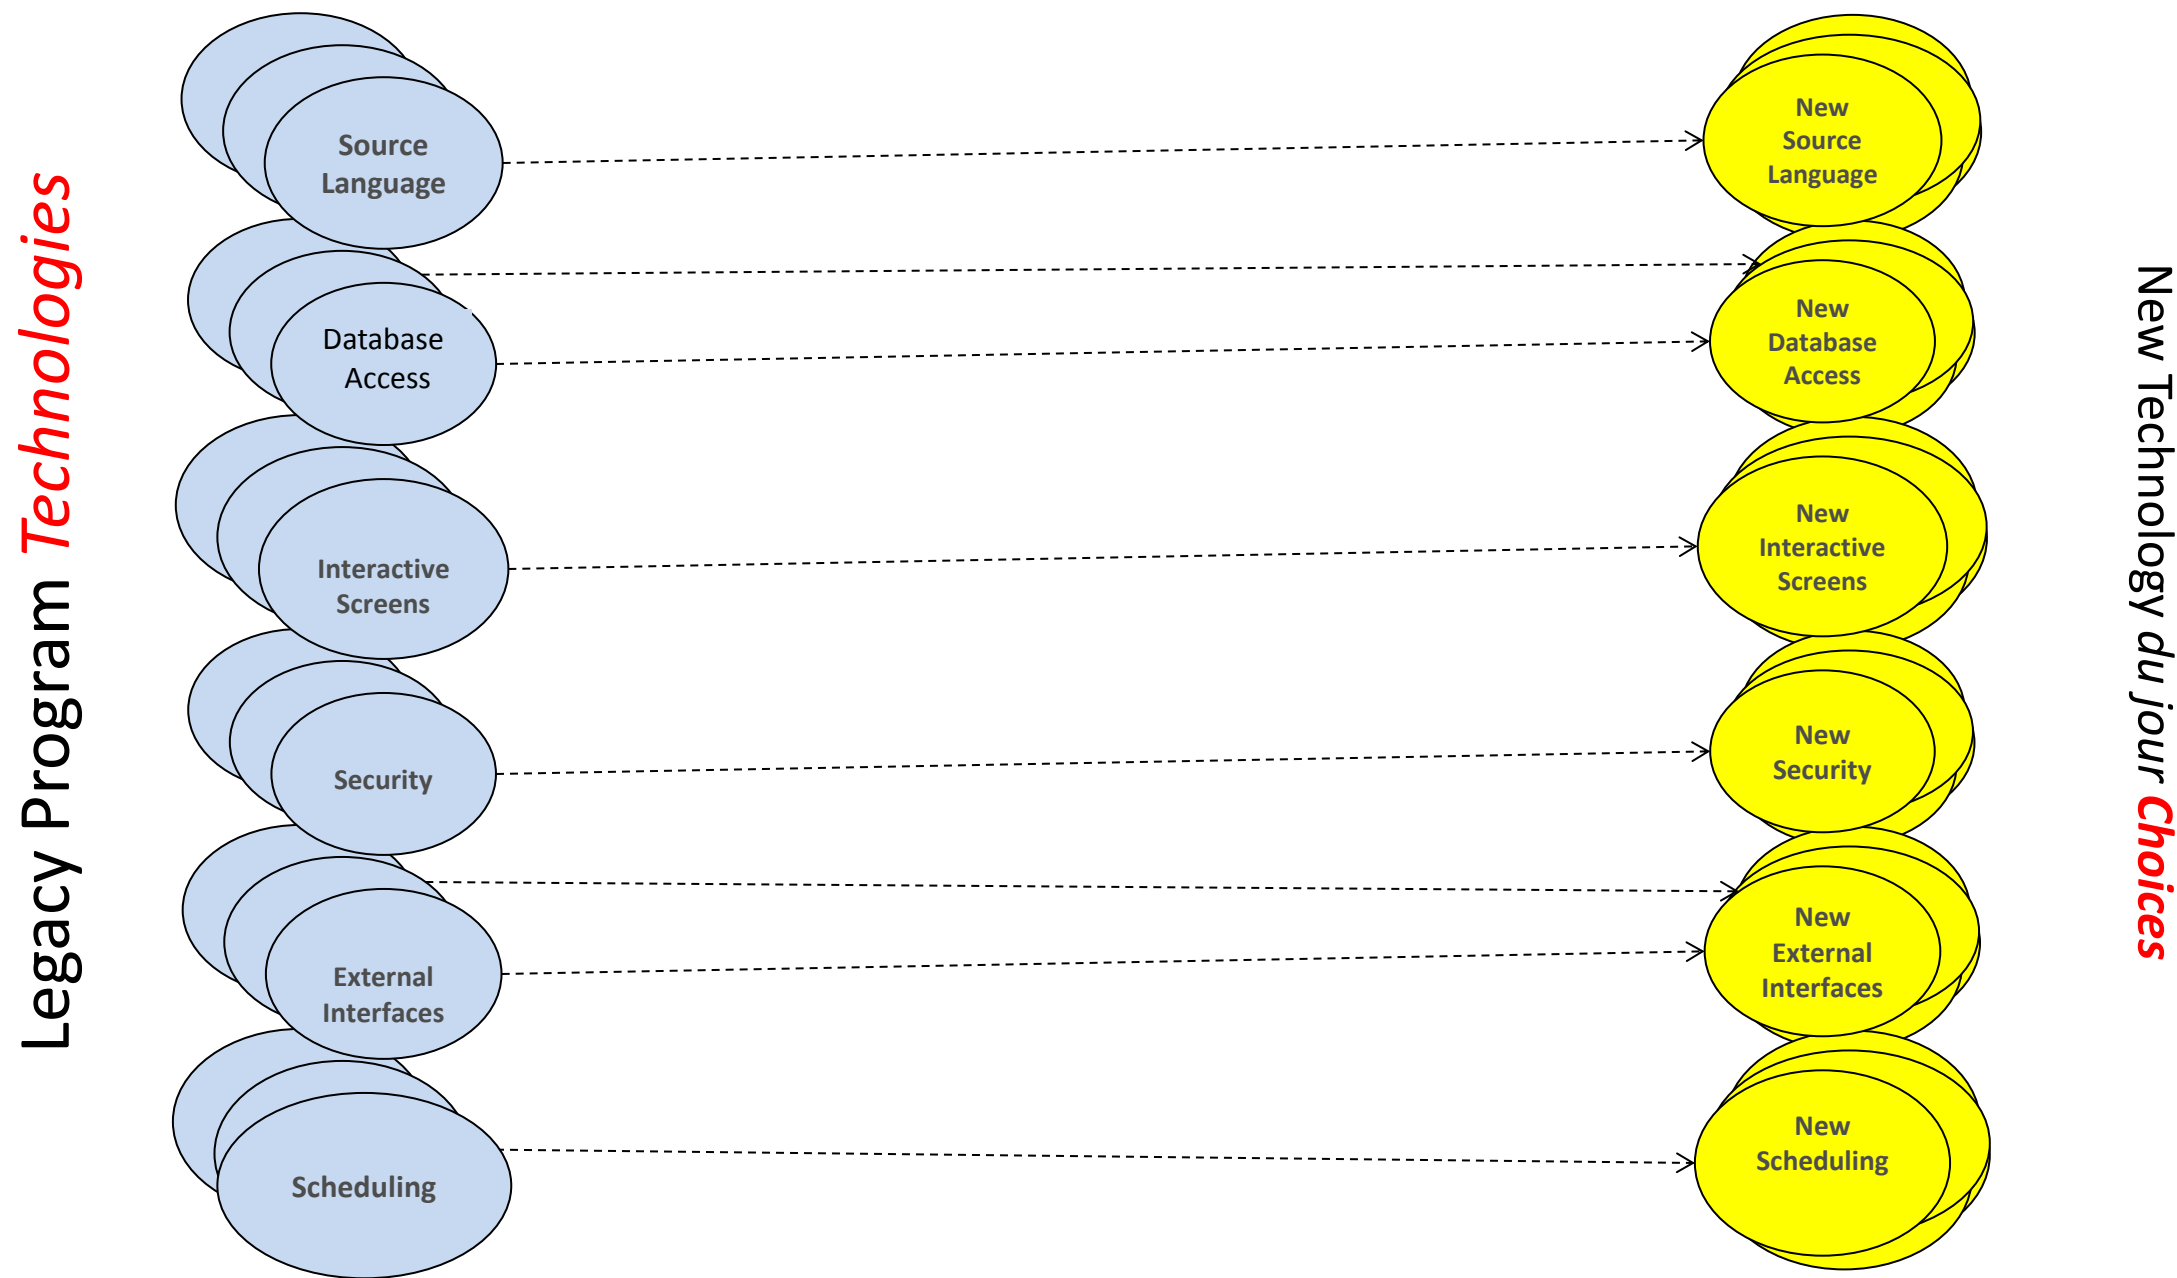 Legacy Program Technologies
Source
Language
Database
Access
Interactive
Screens
Security
External
Interfaces
Scheduling
New
Source
Language
New
Database
Access
New
Interactive
Screens
New
Security
New
External
Interfaces
New
Scheduling
New Technology du jour Choices